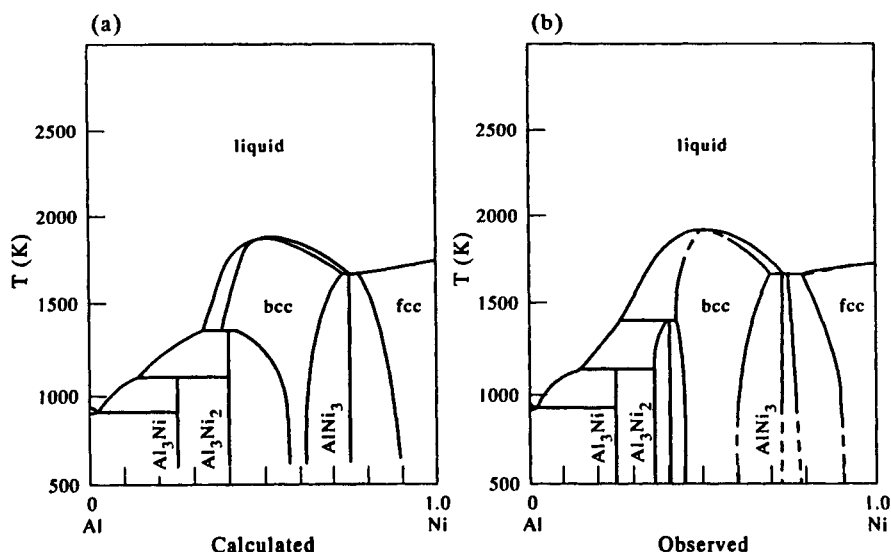 (a)
T (K)
2500
2000
1500
1000
500
liquid
bcc
fcc
Al3Ni
Al3Ni2
AlNi3
0
1.0
Al
Ni
Calculated
(b)
T (K)
2500
2000
1500
1000
500
liquid
bcc
fcc
Al3Ni
Al3Ni2
AlNi3
0
1.0
Al
Ni
Observed